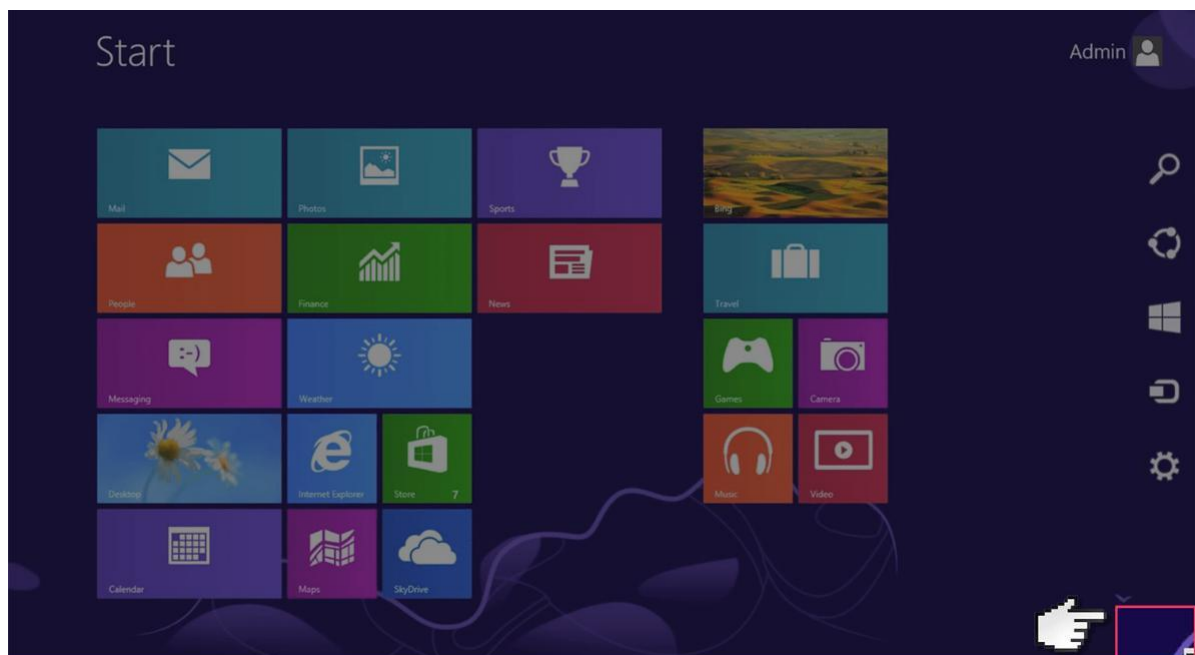 Start
Admin
Mail
Photos
Sports
Bing
People
Finance
News
Travel
Messaging
Weather
Games
Camera
Desktop
Internet Explorer
Store
7
Music
Video
Calendar
Maps
SkyDrive